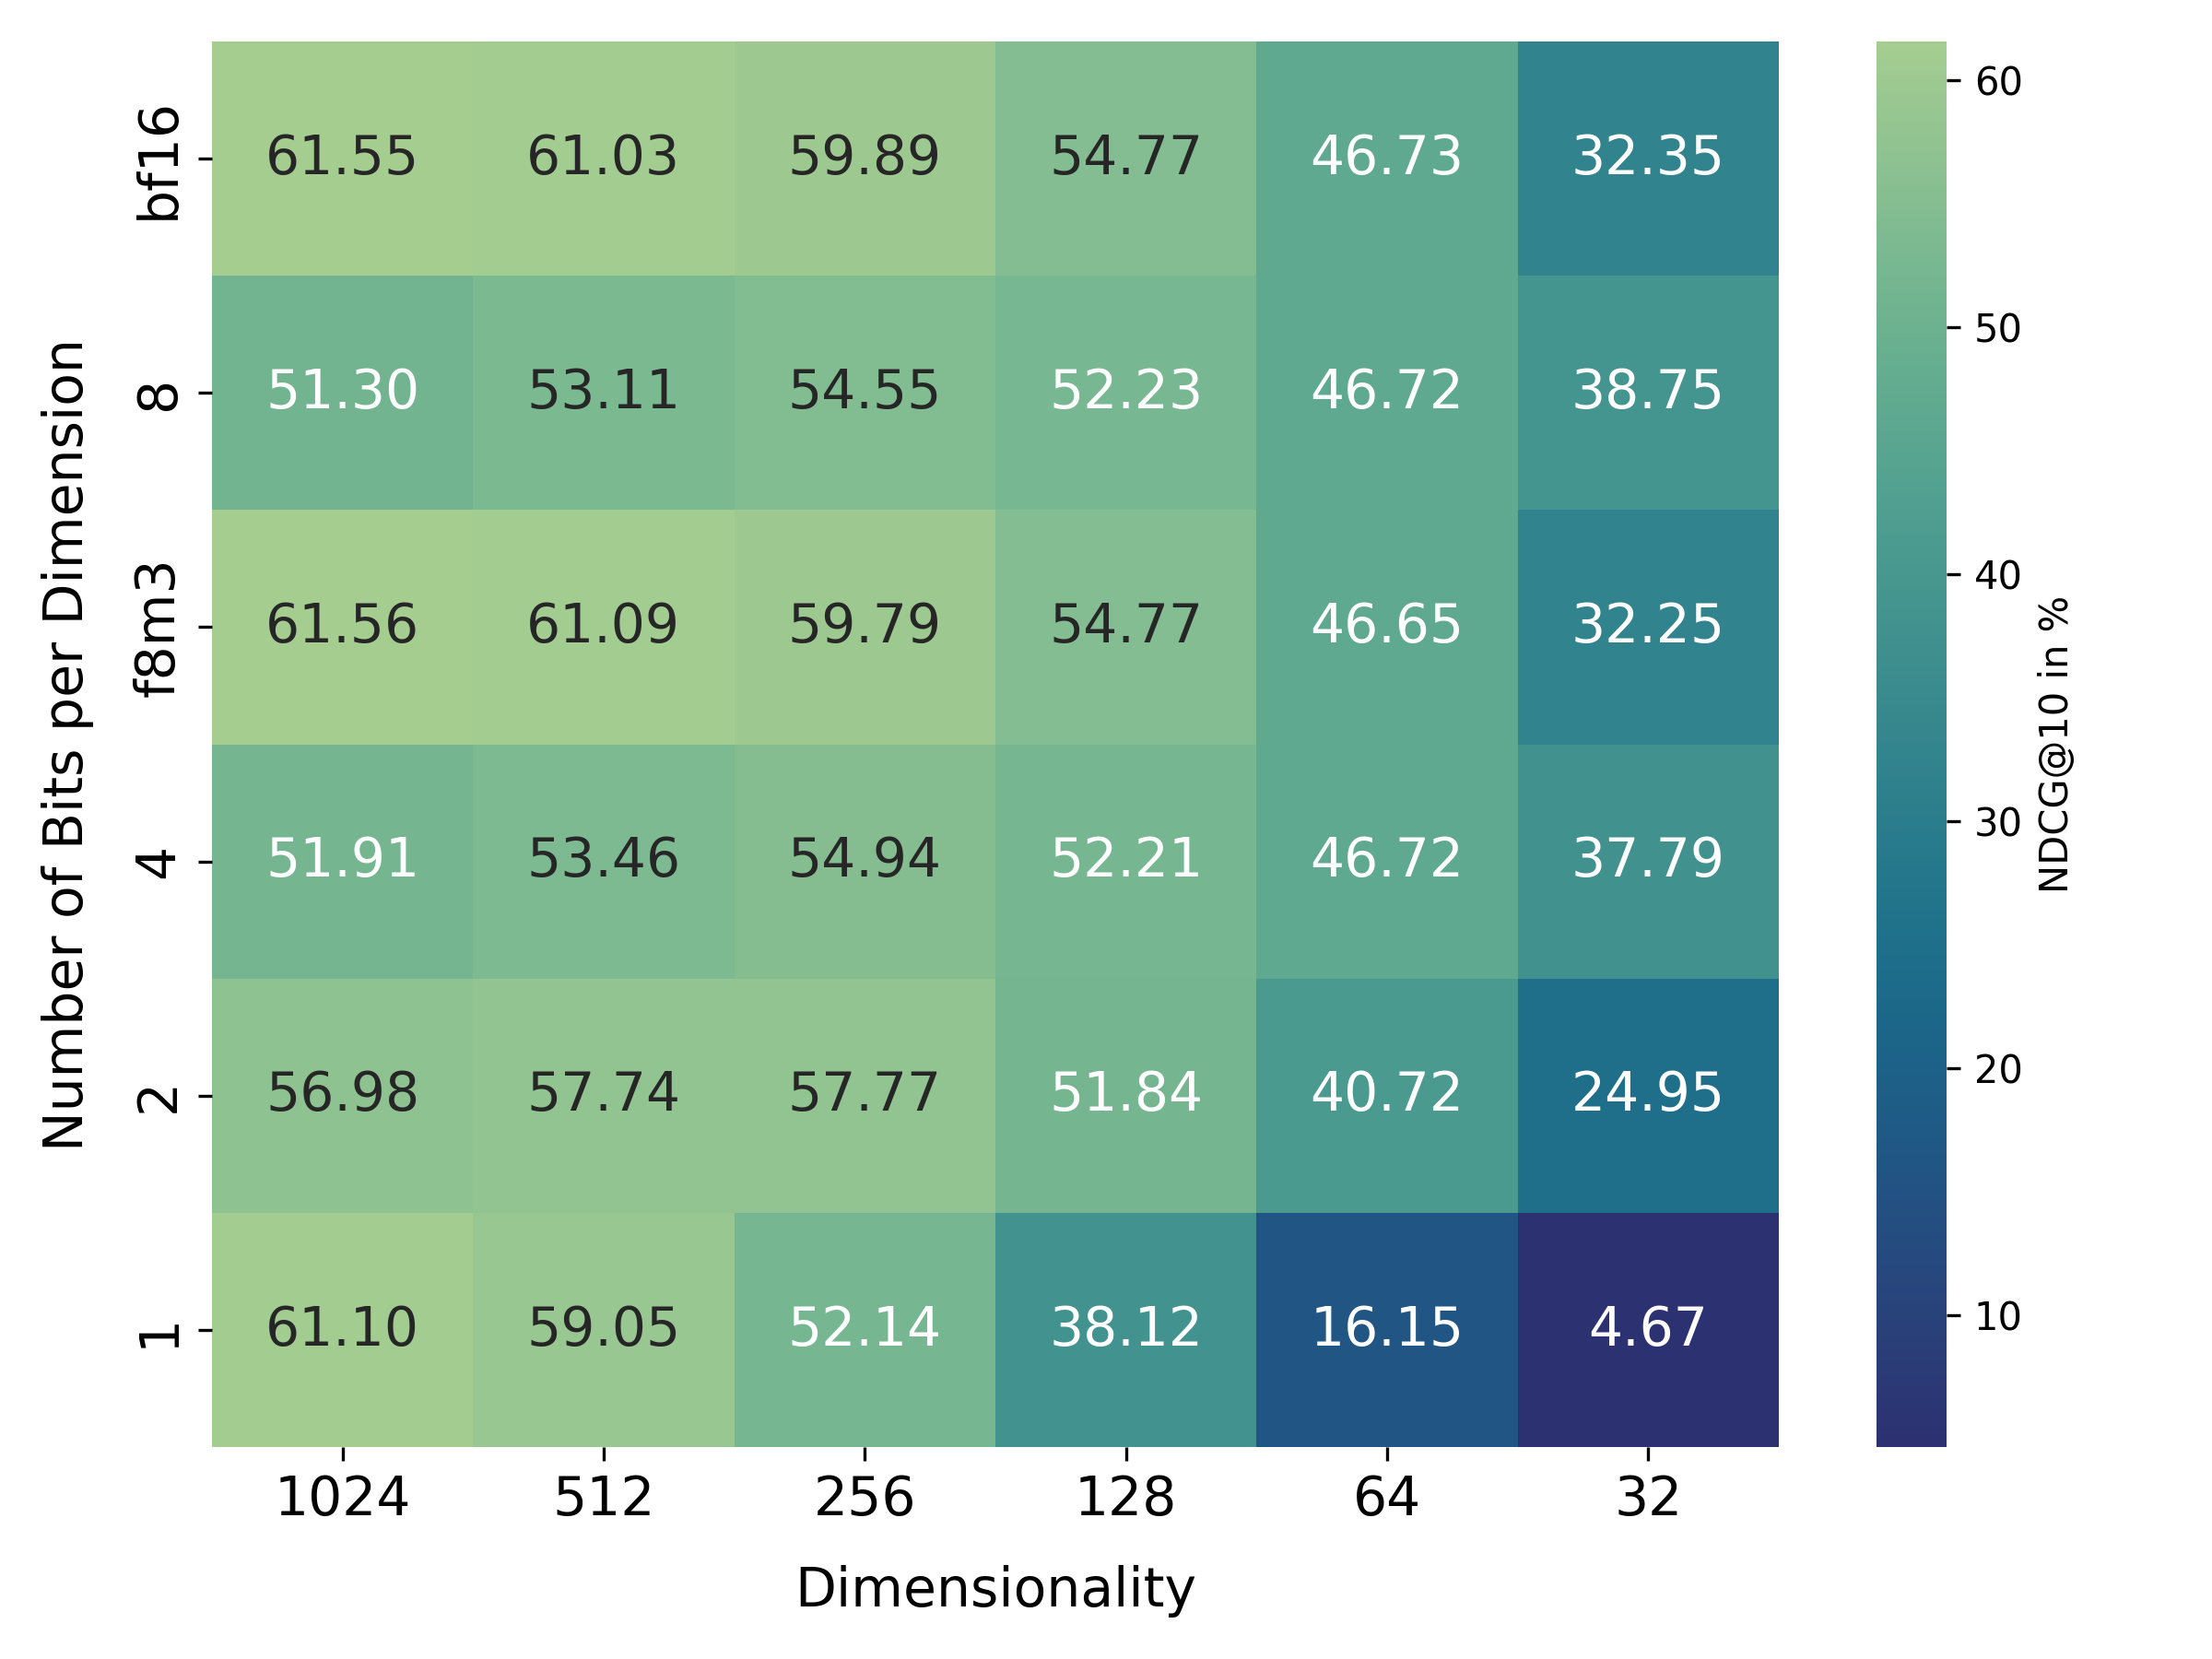 Number of Bits per Dimension
bf16 61.55 61.03 59.89 54.77 46.73 32.35
8 51.30 53.11 54.55 52.23 46.72 38.75
f8m3 61.56 61.09 59.79 54.77 46.65 32.25
4 51.91 53.46 54.94 52.21 46.72 37.79
2 56.98 57.74 57.77 51.84 40.72 24.95
1 61.10 59.05 52.14 38.12 16.15 4.67
1024 512 256 128 64 32
Dimensionality
60
50
40
30
20
10
NDCG@10 in %